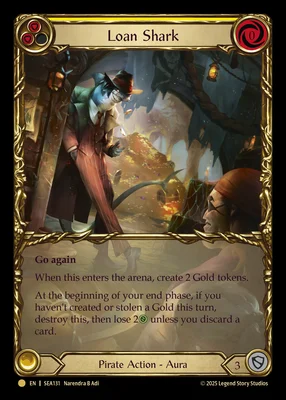 Loan Shark
Go again
When this enters the arena, create 2 Gold tokens.
At the beginning of your end phase, if you
haven't created or stolen a Gold this turn,
destroy this, then lose 2 unless you discard a
card.
Pirate Action - Aura
3
EN | SEA131 Narendra B Adi
© 2025 Legend Story Studios